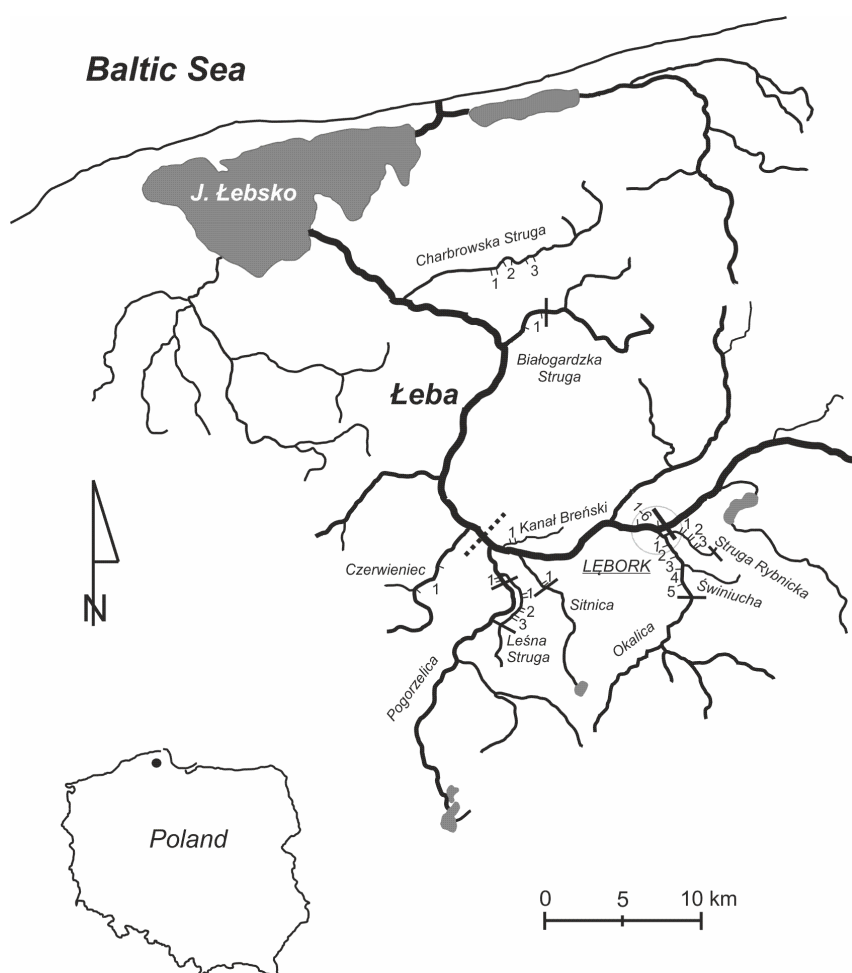 Baltic Sea
J. Łebsko
Charbrowska Struga
1
2
3
1
Białogardzka
Struga
Łeba
1-6
1
Kanał Breński
1
2
3
Struga Rybnicka
LĘBORK
1
2
3
4
5
Świniucha
Czerwieniec
1
1
1
2
3
1
Sitnica
Leśna
Struga
Okalica
Pogorzelica
N
Poland
0 5 10 km